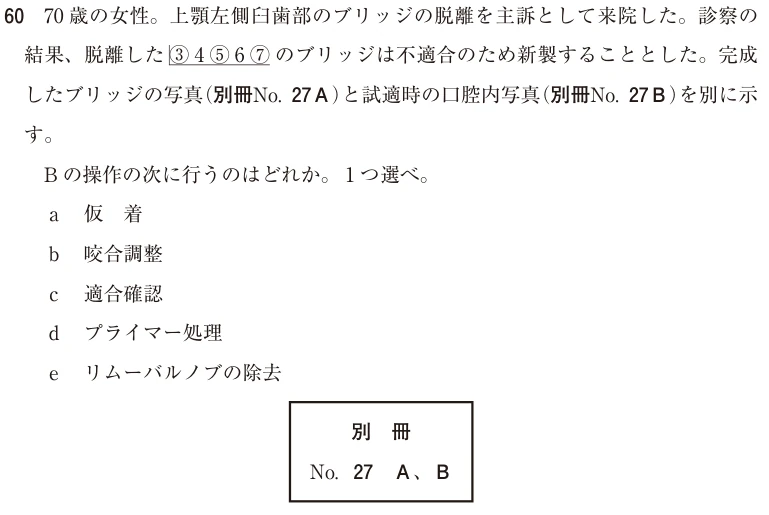 60 70歳の女性。上顎左側臼歯部のブリッジの脱離を主訴として来院した。診察の
結果、脱離した③4⑤6⑦のブリッジは不適合のため新製することとした。完成
したブリッジの写真(別冊No. 27A)と試適時の口腔内写真(別冊No. 27B)を別に示
す。
Bの操作の次に行うのはどれか。1つ選べ。
a 仮 着
b 咬合調整
c 適合確認
d プライマー処理
e リムーバルノブの除去
別 冊
No. 27 A、B